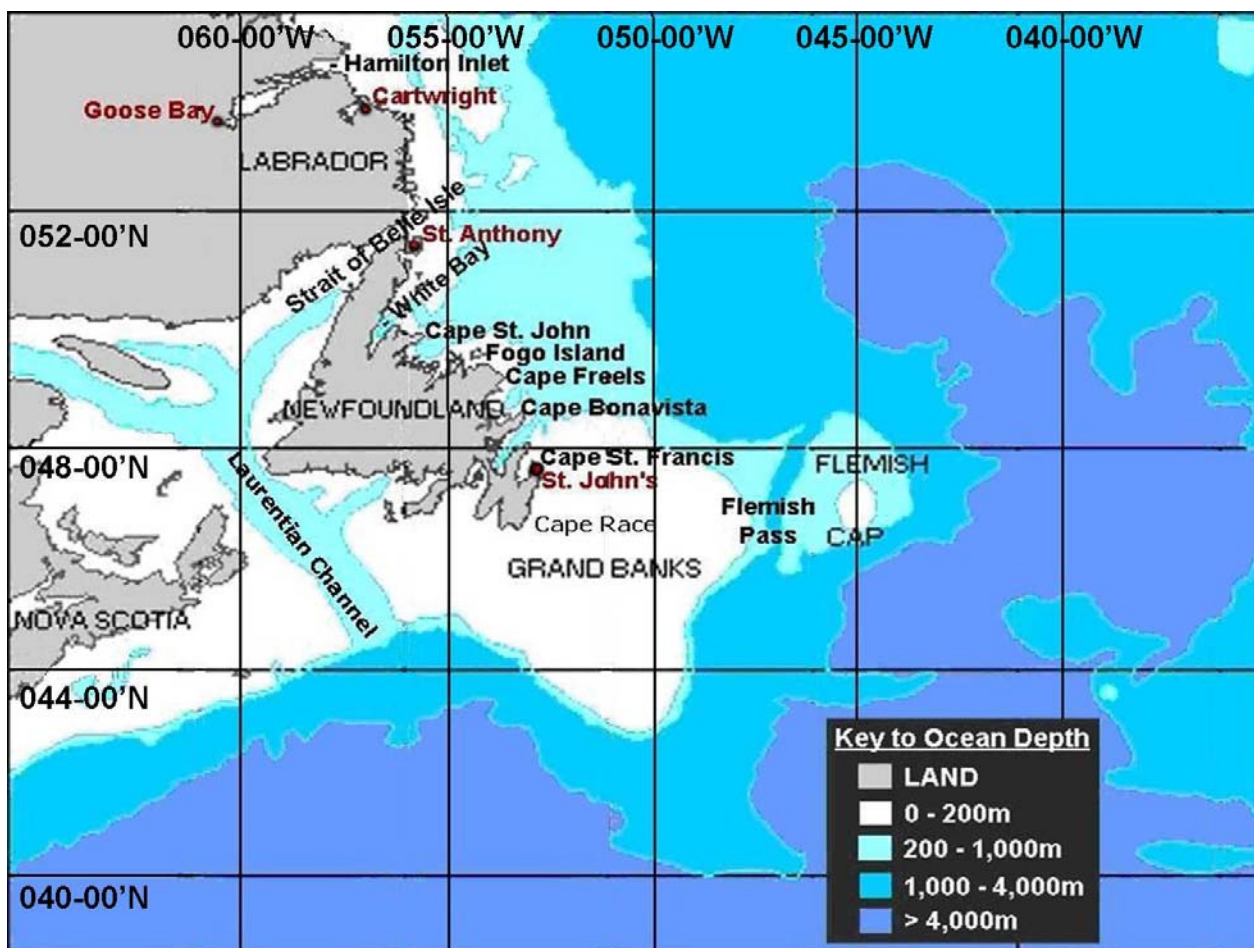 060-00'W
055-00'W
050-00'W
045-00'W
040-00'W
Hamilton Inlet
Cartwright
Goose Bay
LABRADOR
052-00'N
Strait of Belle Isle
St. Anthony
White Bay
Cape St. John
Fogo Island
Cape Freels
NEWFOUNDLAND
Cape Bonavista
048-00'N
Cape St. Francis
St. John's
FLEMISH
CAP
Flemish
Pass
Cape Race
GRAND BANKS
Laurentian Channel
NOVA SCOTIA
044-00'N
Key to Ocean Depth
LAND
0 - 200m
200 - 1,000m
1,000 - 4,000m
> 4,000m
040-00'N